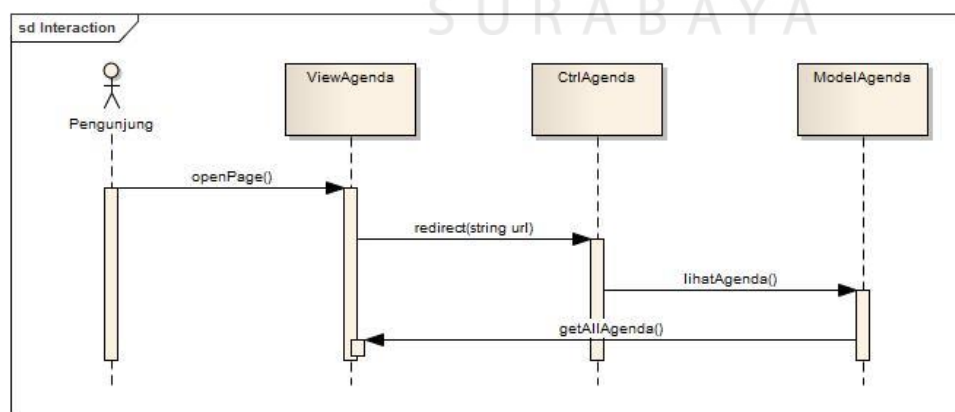 SURABAYA
sd Interaction
ViewAgenda
CtrlAgenda
ModelAgenda
Pengunjung
openPage()
redirect(string url)
lihatAgenda()
getAllAgenda()